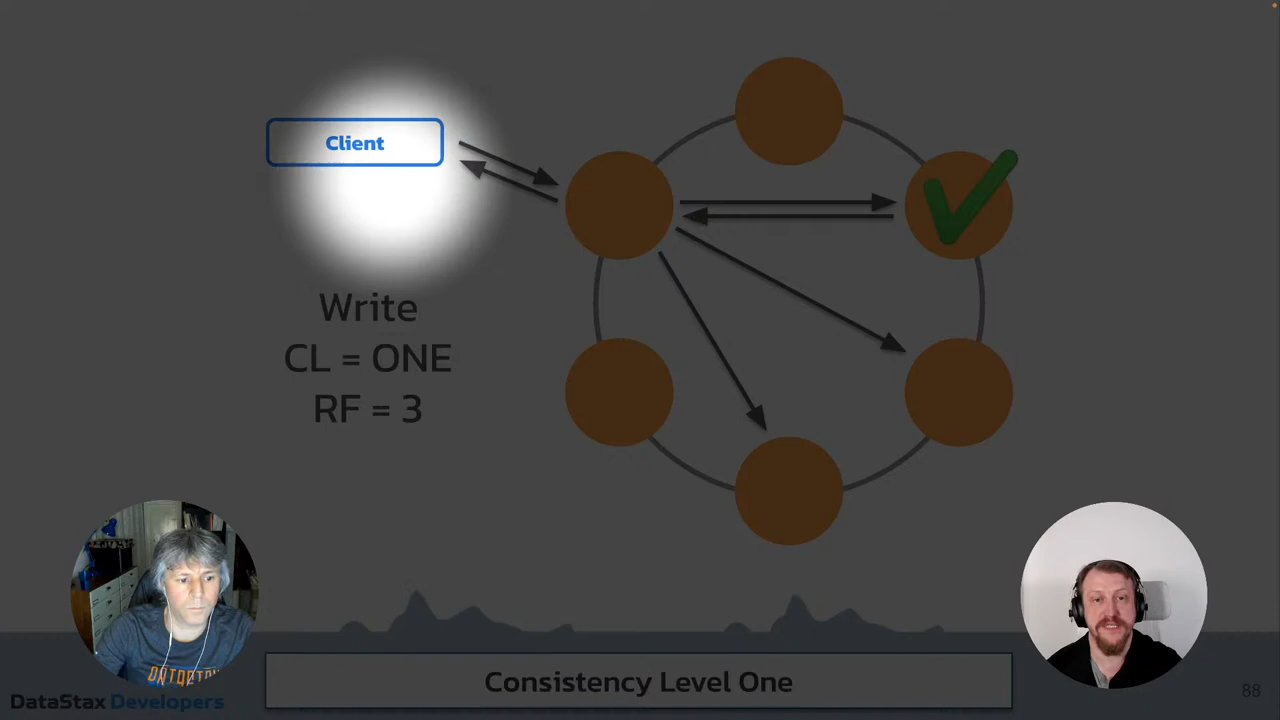 Client
Write
CL = ONE
RF = 3
Consistency Level One
DataStax Developers
88